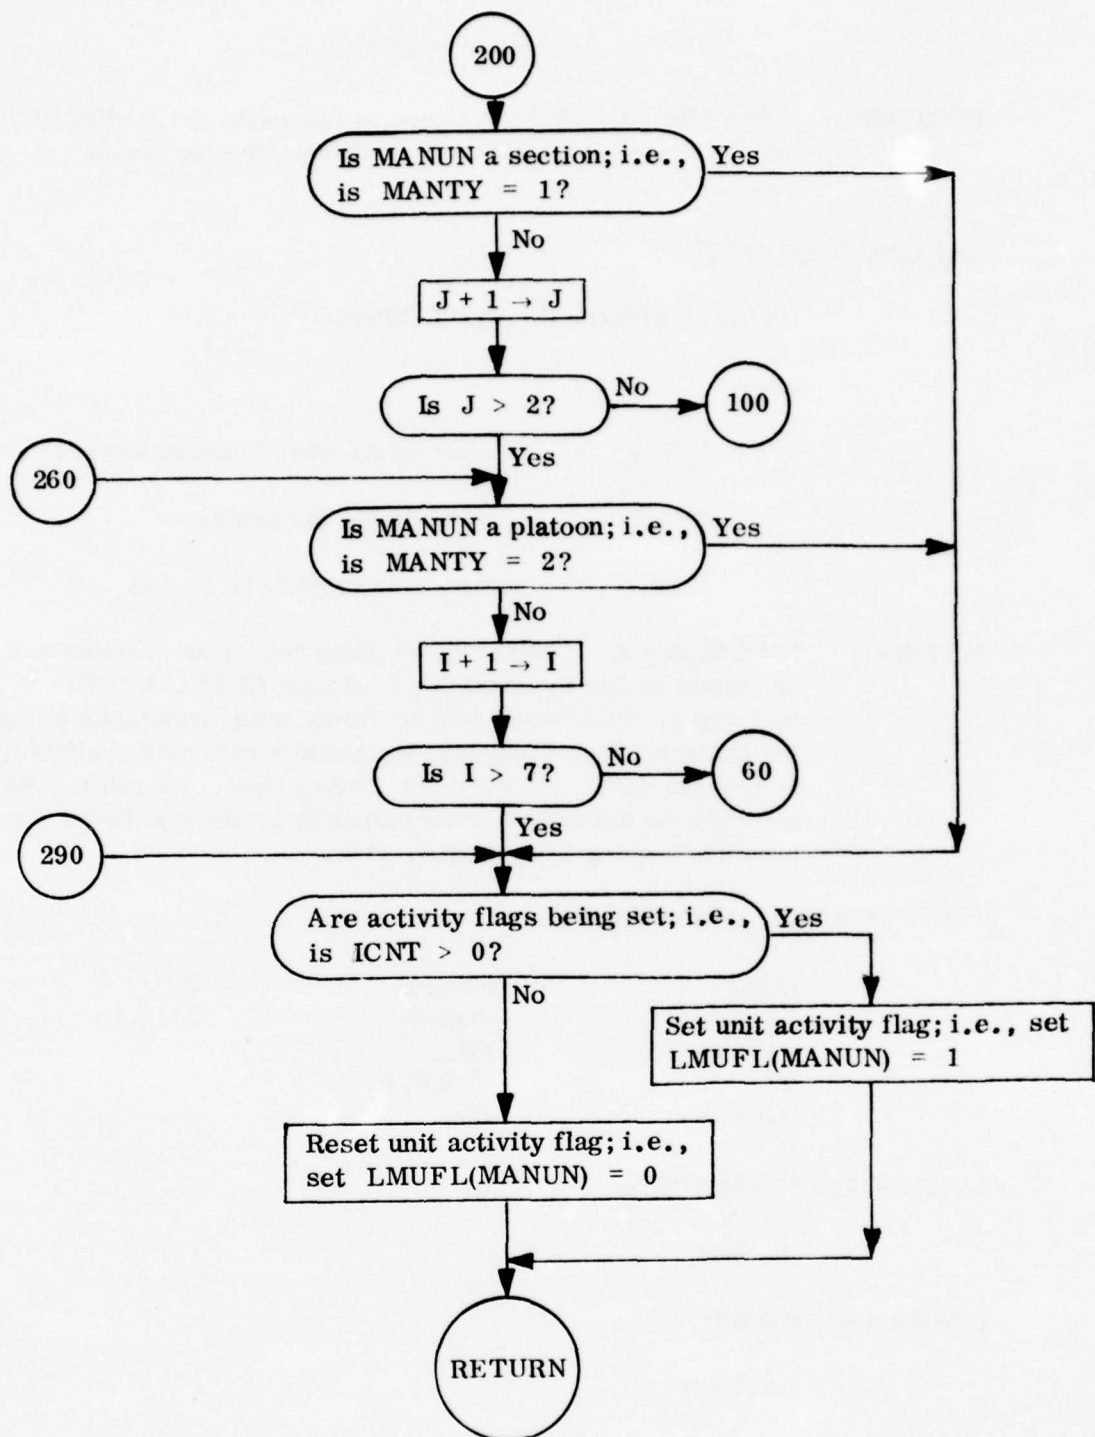 200
Is MANUN a section; i.e.,
is MANTY = 1?
Yes
No
J + 1 → J
Is J > 2?
No
100
Yes
260
Is MANUN a platoon; i.e.,
is MANTY = 2?
Yes
No
I + 1 → I
Is I > 7?
No
60
Yes
290
Are activity flags being set; i.e.,
is ICNT > 0?
Yes
No
Set unit activity flag; i.e., set
LMUFL(MANUN) = 1
Reset unit activity flag; i.e.,
set LMUFL(MANUN) = 0
RETURN